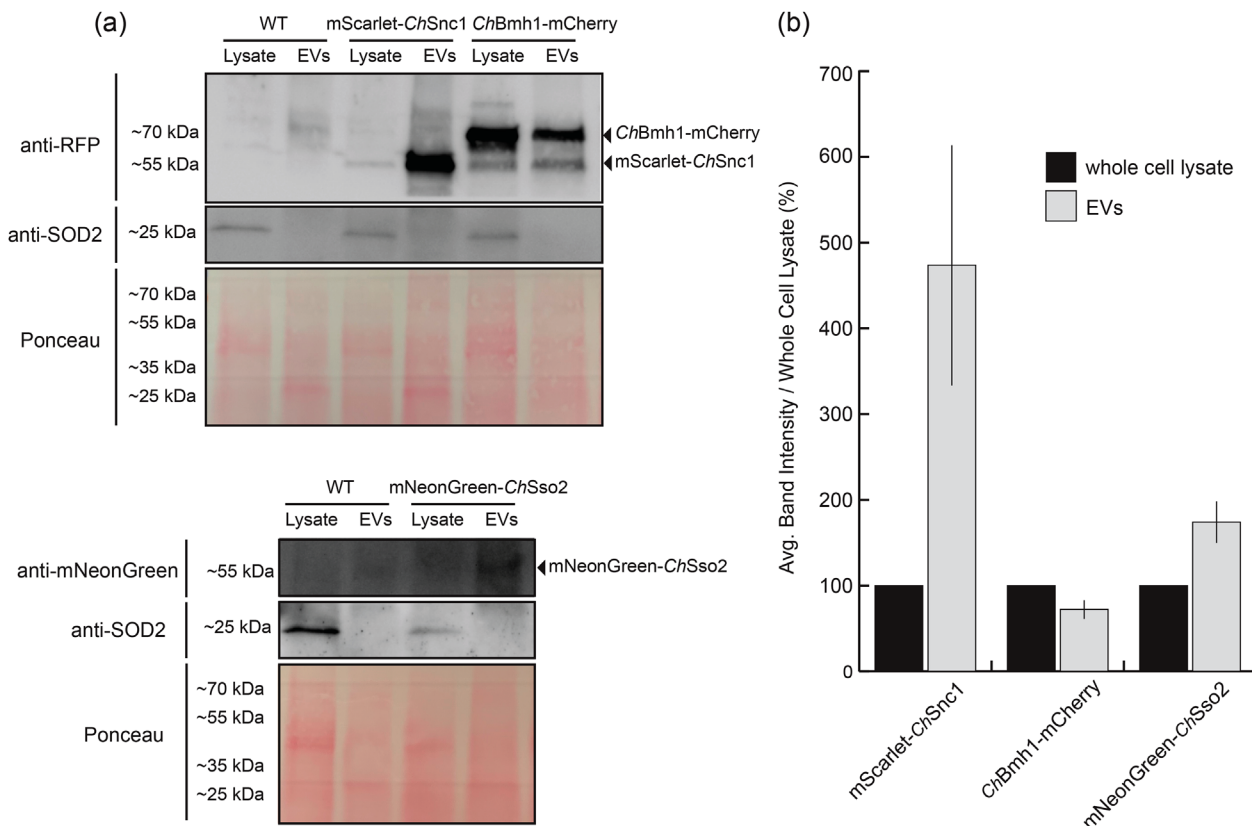 (a)
WT mScarlet-ChSnc1 ChBmh1-mCherry
Lysate EVs Lysate EVs Lysate EVs
anti-RFP
~70 kDa
~55 kDa
ChBmh1-mCherry
mScarlet-ChSnc1
anti-SOD2
~25 kDa
Ponceau
~70 kDa
~55 kDa
~35 kDa
~25 kDa
WT mNeonGreen-ChSso2
Lysate EVs Lysate EVs
anti-mNeonGreen
~55 kDa
mNeonGreen-ChSso2
anti-SOD2
~25 kDa
Ponceau
~70 kDa
~55 kDa
~35 kDa
~25 kDa
(b)
Avg. Band Intensity / Whole Cell Lysate (%)
700
600
500
400
300
200
100
0
whole cell lysate
EVs
mScarlet-ChSnc1
ChBmh1-mCherry
mNeonGreen-ChSso2